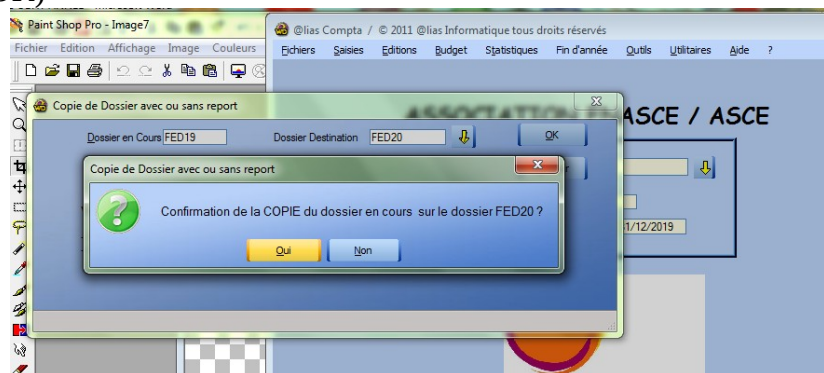 Paint Shop Pro - Image7
Fichier Edition Affichage Image Couleurs
@lias Compta / © 2011 @lias Informatique tous droits réservés
Fichiers Saisies Editions Budget Statistiques Fin d'année Outils Utilitaires Aide ?
ASCE / ASCE
Copie de Dossier avec ou sans report
Dossier en Cours FED19 Dossier Destination FED20 OK
Copie de Dossier avec ou sans report
1/12/2019
Confirmation de la COPIE du dossier en cours sur le dossier FED20 ?
Oui Non